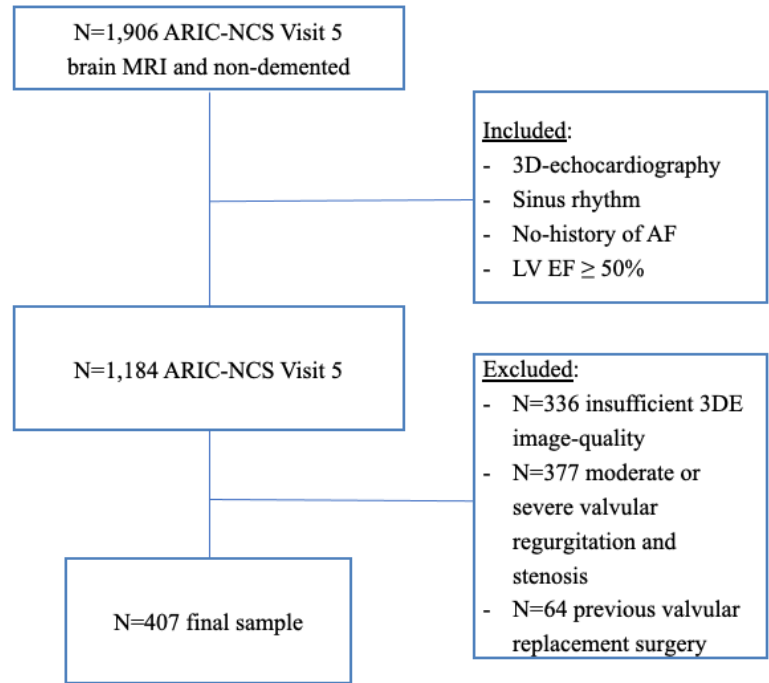 N=1,906 ARIC-NCS Visit 5
brain MRI and non-demented
Included:
- 3D-echocardiography
- Sinus rhythm
- No-history of AF
- LV EF ≥ 50%
N=1,184 ARIC-NCS Visit 5
Excluded:
- N=336 insufficient 3DE
image-quality
- N=377 moderate or
severe valvular
regurgitation and
stenosis
- N=64 previous valvular
replacement surgery
N=407 final sample